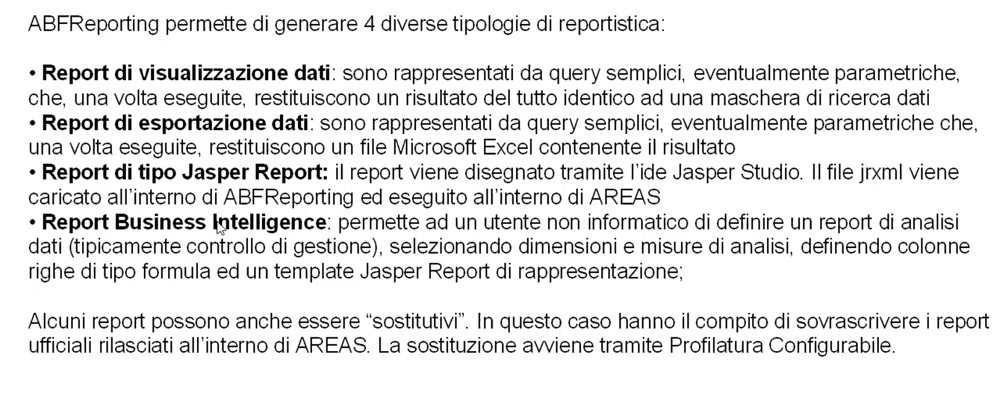 ABFReporting permette di generare 4 diverse tipologie di reportistica:
• Report di visualizzazione dati: sono rappresentati da query semplici, eventualmente parametriche,
che, una volta eseguite, restituiscono un risultato del tutto identico ad una maschera di ricerca dati
• Report di esportazione dati: sono rappresentati da query semplici, eventualmente parametriche che,
una volta eseguite, restituiscono un file Microsoft Excel contenente il risultato
• Report di tipo Jasper Report: il report viene disegnato tramite l’ide Jasper Studio. Il file jrxml viene
caricato all’interno di ABFReporting ed eseguito all’interno di AREAS
• Report Business Intelligence: permette ad un utente non informatico di definire un report di analisi
dati (tipicamente controllo di gestione), selezionando dimensioni e misure di analisi, definendo colonne
righe di tipo formula ed un template Jasper Report di rappresentazione;
Alcuni report possono anche essere “sostitutivi”. In questo caso hanno il compito di sovrascrivere i report
ufficiali rilasciati all’interno di AREAS. La sostituzione avviene tramite Profilatura Configurabile.